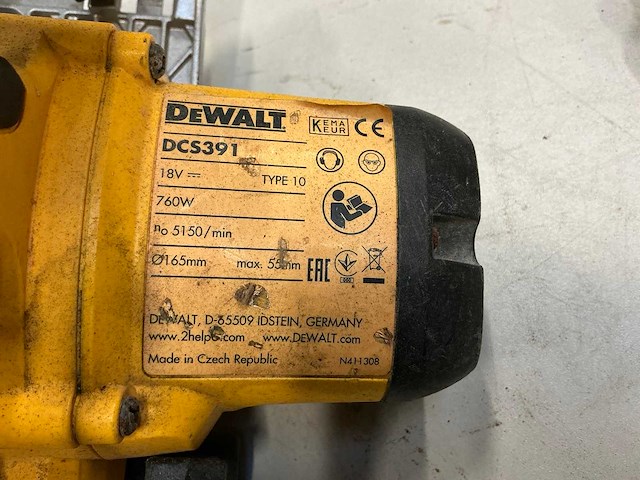 DEWALT
KEMA
KEUR
CE
DCS391
18V TYPE 10
760W
n0 5150/min
Ø165mm max. 55mm
EAC
DEWALT, D-65509 IDSTEIN, GERMANY
www.2helpU.com www.DEWALT.com
Made in Czech Republic N411308